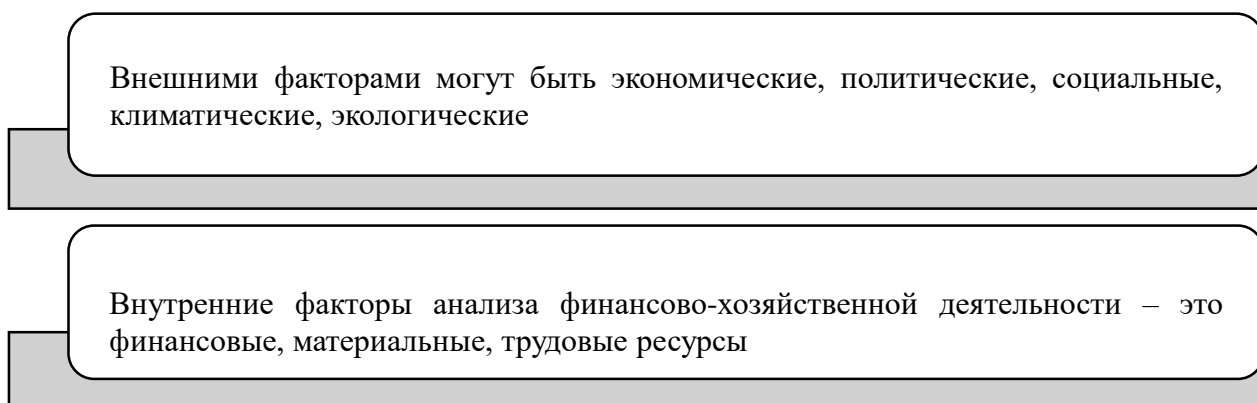 Внешними факторами могут быть экономические, политические, социальные,
климатические, экологические
Внутренние факторы анализа финансово-хозяйственной деятельности – это
финансовые, материальные, трудовые ресурсы